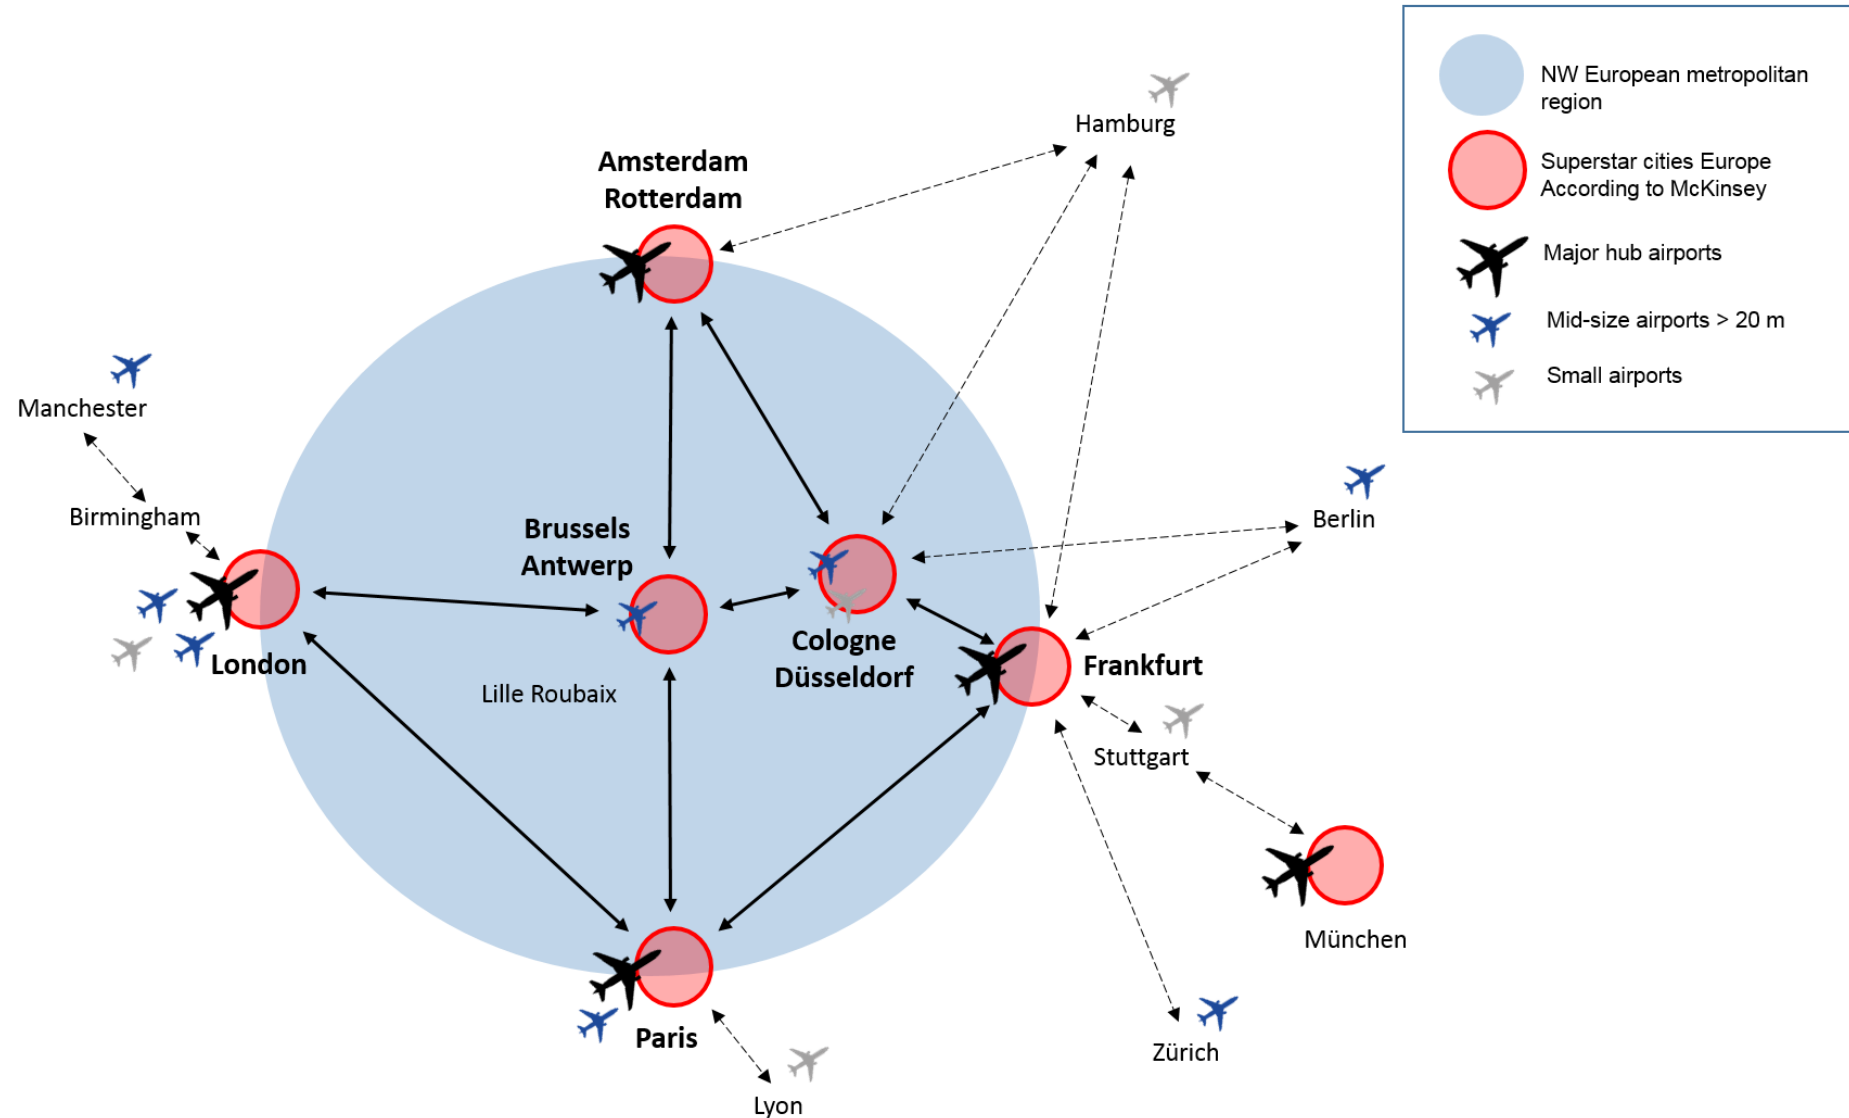 NW European metropolitan
region
Superstar cities Europe
According to McKinsey
Major hub airports
Mid-size airports > 20 m
Small airports
Hamburg
Amsterdam
Rotterdam
Manchester
Birmingham
Berlin
Brussels
Antwerp
Cologne
Düsseldorf
London
Frankfurt
Lille Roubaix
Stuttgart
München
Paris
Zürich
Lyon